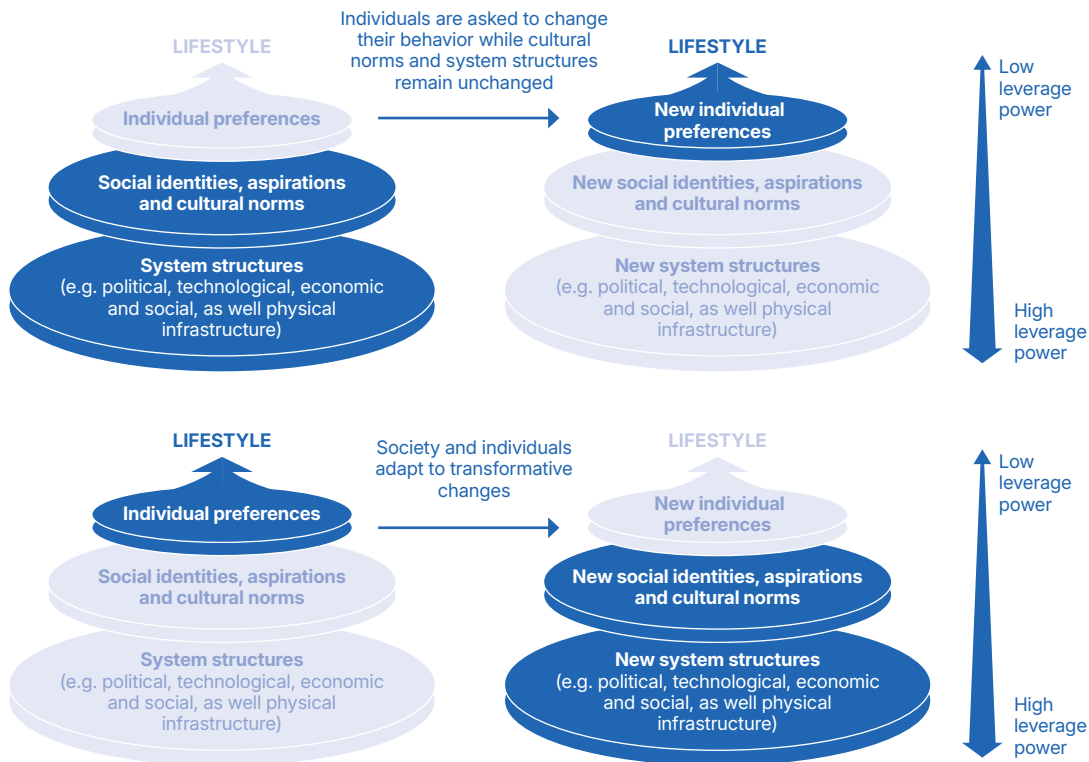 LIFESTYLE
Individual preferences
Social identities, aspirations
and cultural norms
System structures
(e.g. political, technological, economic
and social, as well physical
infrastructure)
Individuals are asked to change
their behavior while cultural
norms and system structures
remain unchanged
LIFESTYLE
New individual
preferences
New social identities, aspirations
and cultural norms
New system structures
(e.g. political, technological, economic
and social, as well physical
infrastructure)
Low
leverage
power
High
leverage
power
LIFESTYLE
Individual preferences
Social identities, aspirations
and cultural norms
System structures
(e.g. political, technological, economic
and social, as well physical
infrastructure)
Society and individuals
adapt to transformative
changes
LIFESTYLE
New individual
preferences
New social identities, aspirations
and cultural norms
New system structures
(e.g. political, technological, economic
and social, as well physical
infrastructure)
Low
leverage
power
High
leverage
power